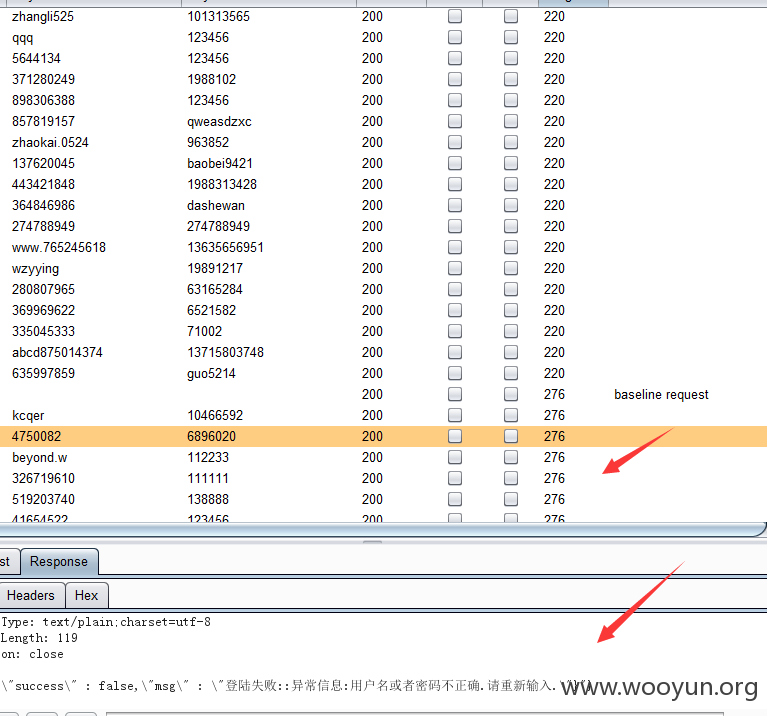 zhangli525 101313565 200 220
qqq 123456 200 220
5644134 123456 200 220
371280249 1988102 200 220
898306388 123456 200 220
857819157 qweasdzxc 200 220
zhaokai.0524 963852 200 220
137620045 baobei9421 200 220
443421848 1988313428 200 220
364846986 dashewan 200 220
274788949 274788949 200 220
www.765245618 13635656951 200 220
wzyying 19891217 200 220
280807965 63165284 200 220
369969622 6521582 200 220
335045333 71002 200 220
abcd875014374 13715803748 200 220
635997859 guo5214 200 220
200 276 baseline request
kcqer 10466592 200 276
4750082 6896020 200 276
beyond.w 112233 200 276
326719610 111111 200 276
519203740 138888 200 276
41654522 123456 200 276
st Response
Headers Hex
Type: text/plain;charset=utf-8
Length: 119
on: close
\"success\" : false,\"msg\" : \"登陆失败::异常信息:用户名或者密码不正确.请重新输入.
www.wooyun.org